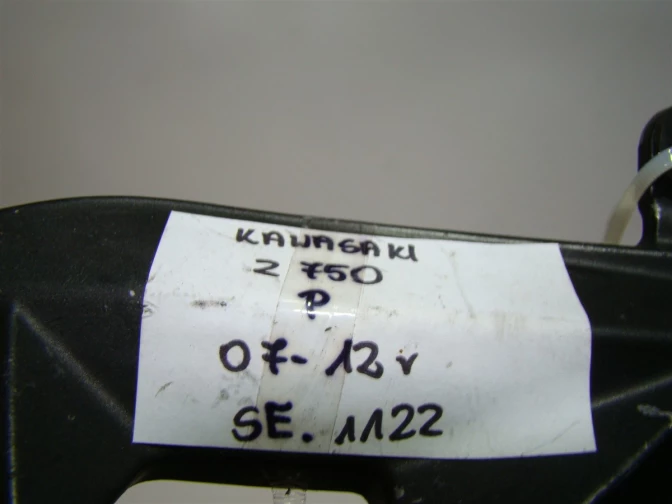 KAWASAKI
Z 750
P
07-12 r
SE. 1122